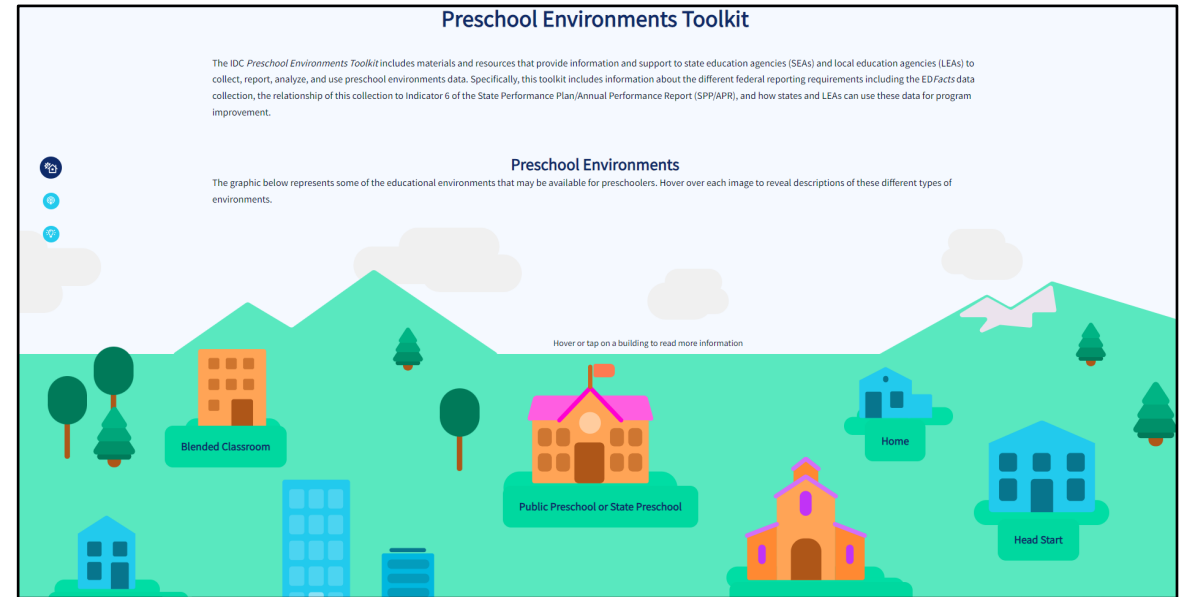 Preschool Environments Toolkit
The IDC Preschool Environments Toolkit includes materials and resources that provide information and support to state education agencies (SEAs) and local education agencies (LEAs) to
collect, report, analyze, and use preschool environments data. Specifically, this toolkit includes information about the different federal reporting requirements including the EDFacts data
collection, the relationship of this collection to Indicator 6 of the State Performance Plan/Annual Performance Report (SPP/APR), and how states and LEAs can use these data for program
improvement.
Preschool Environments
The graphic below represents some of the educational environments that may be available for preschoolers. Hover over each image to reveal descriptions of these different types of
environments.
Hover or tap on a building to read more information
Blended Classroom
Home
Public Preschool or State Preschool
Head Start